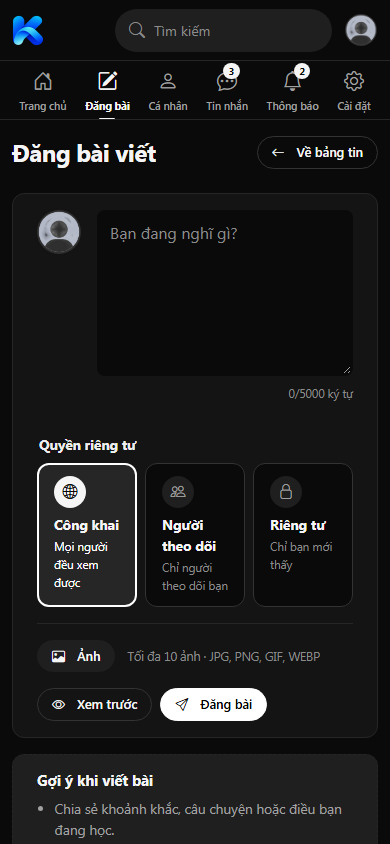 Tìm kiếm
3
2
Trang chủ
Đăng bài
Cá nhân
Tin nhắn
Thông báo
Cài đặt
Đăng bài viết
Về bảng tin
Bạn đang nghĩ gì?
0/5000 ký tự
Quyền riêng tư
Công khai
Mọi người
đều xem
được
Người
theo dõi
Chỉ người
theo dõi bạn
Riêng tư
Chỉ bạn mới
thấy
Ảnh
Tối đa 10 ảnh · JPG, PNG, GIF, WEBP
Xem trước
Đăng bài
Gợi ý khi viết bài
Chia sẻ khoảnh khắc, câu chuyện hoặc điều bạn
đang học.